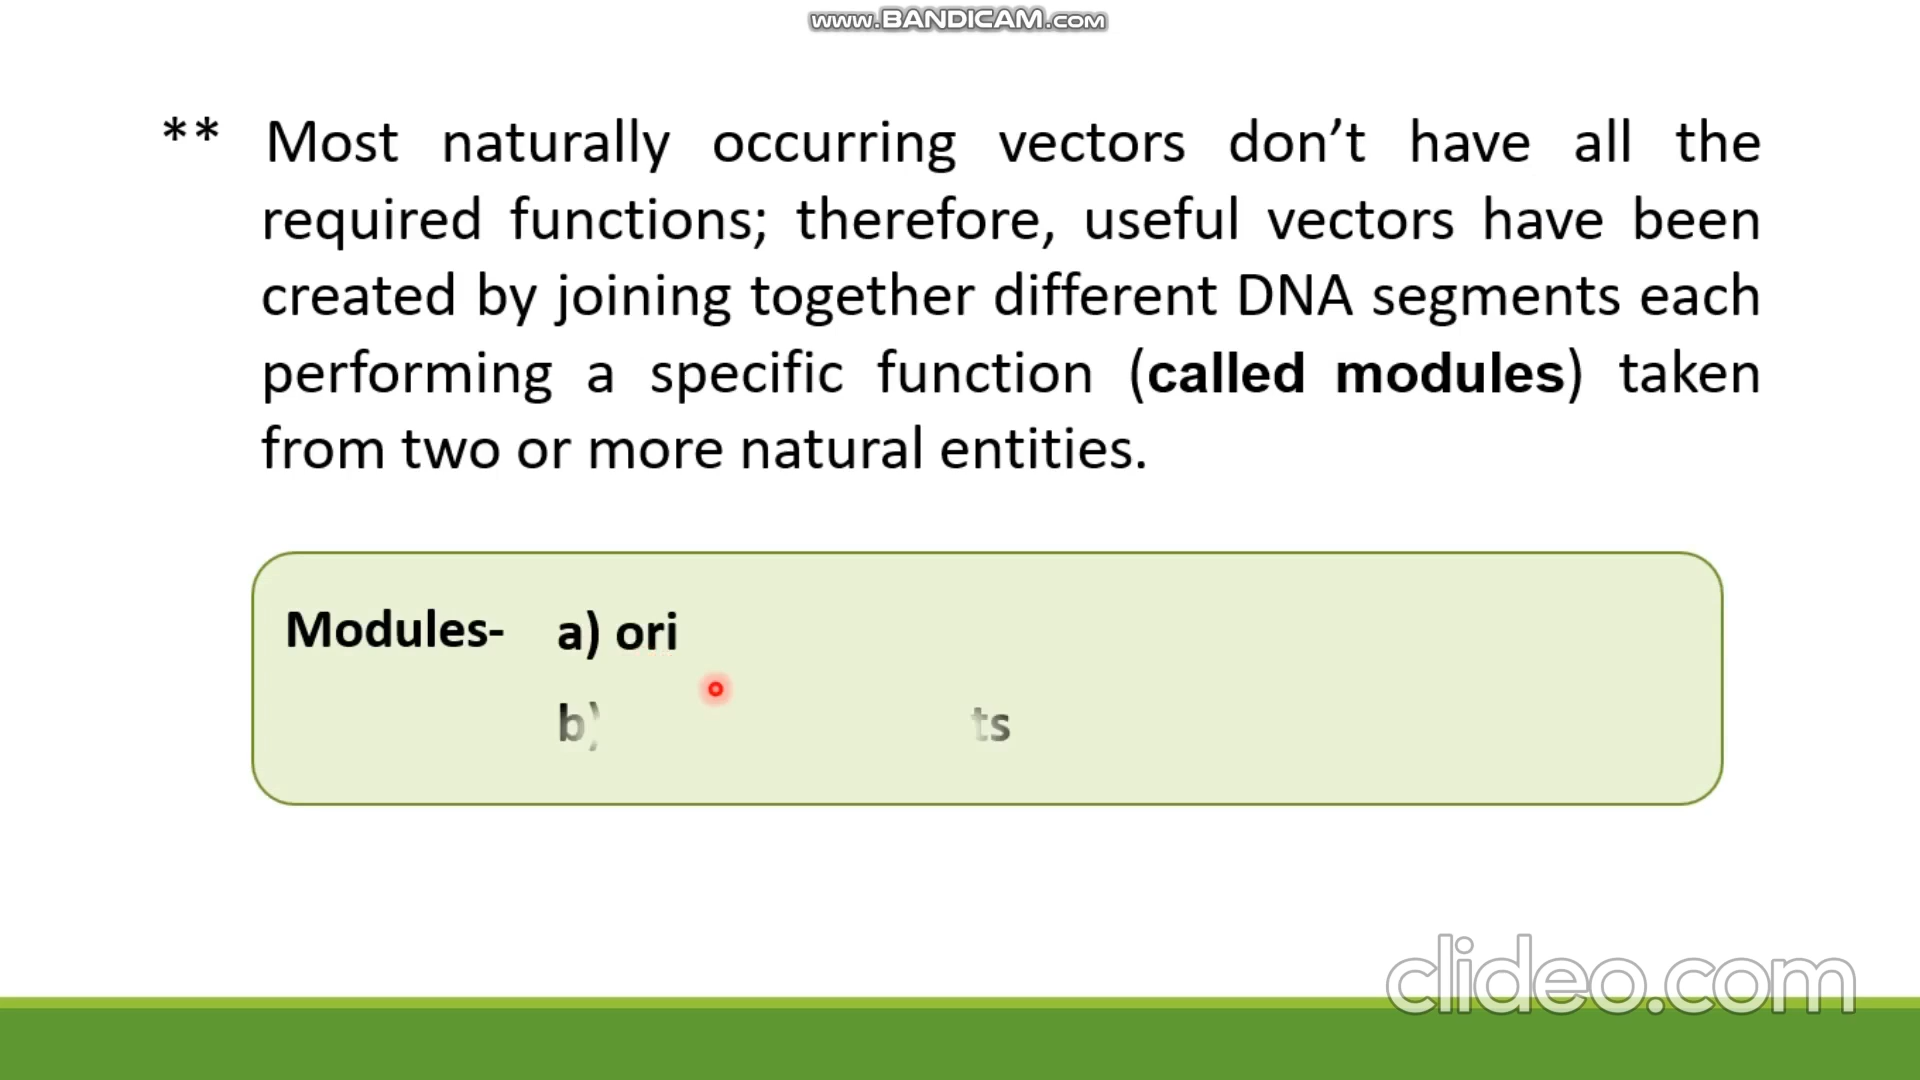 www.BANDICAM.com
** Most naturally occurring vectors don’t have all the
required functions; therefore, useful vectors have been
created by joining together different DNA segments each
performing a specific function (called modules) taken
from two or more natural entities.
Modules- a) ori
b) ts
clideo.com